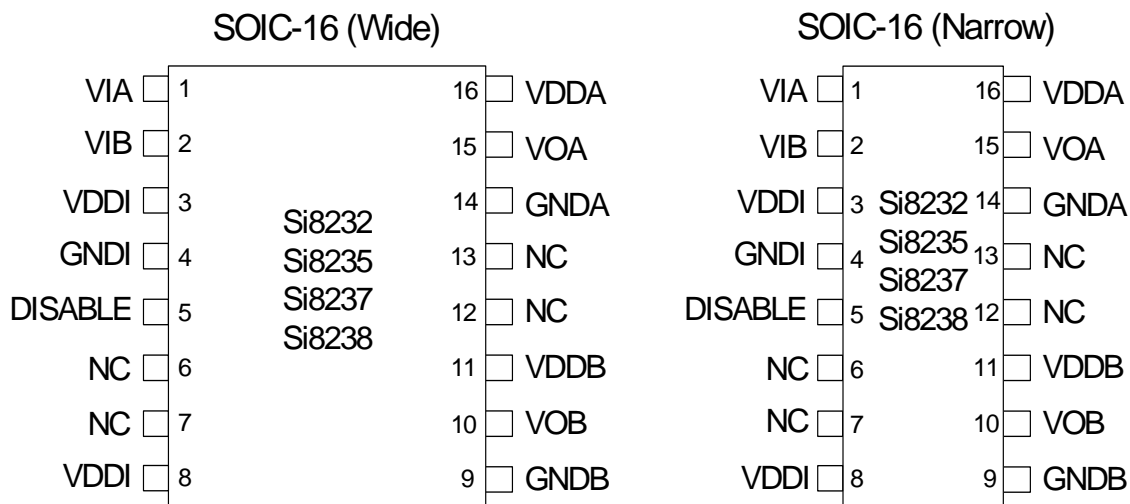 SOIC-16 (Wide)
VIA 1 16 VDDA
VIB 2 15 VOA
VDDI 3 14 GNDA
GNDI 4 13 NC
DISABLE 5 12 NC
NC 6 11 VDDB
NC 7 10 VOB
VDDI 8 9 GNDB
Si8232
Si8235
Si8237
Si8238
SOIC-16 (Narrow)
VIA 1 16 VDDA
VIB 2 15 VOA
VDDI 3 14 GNDA
GNDI 4 13 NC
DISABLE 5 12 NC
NC 6 11 VDDB
NC 7 10 VOB
VDDI 8 9 GNDB
Si8232
Si8235
Si8237
Si8238